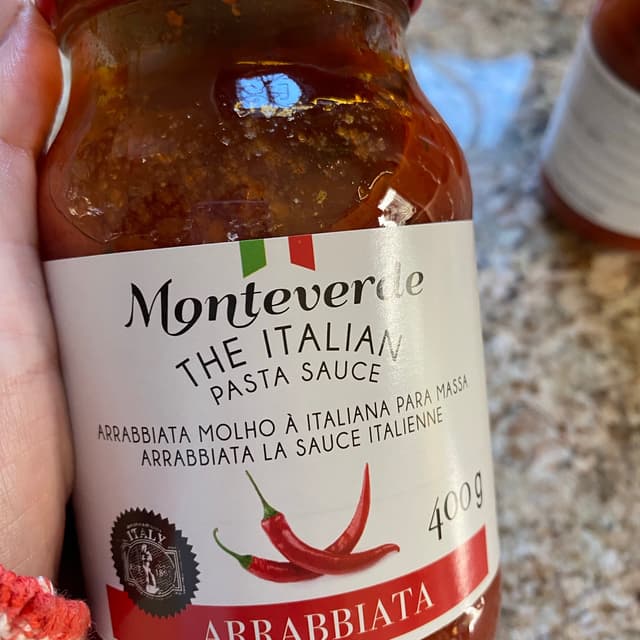 Monteverde
THE ITALIAN
PASTA SAUCE
ARRABBIATA MOLHO À ITALIANA PARA MASSA
ARRABBIATA LA SAUCE ITALIENNE
400g
ITALY
ARRABBIATA